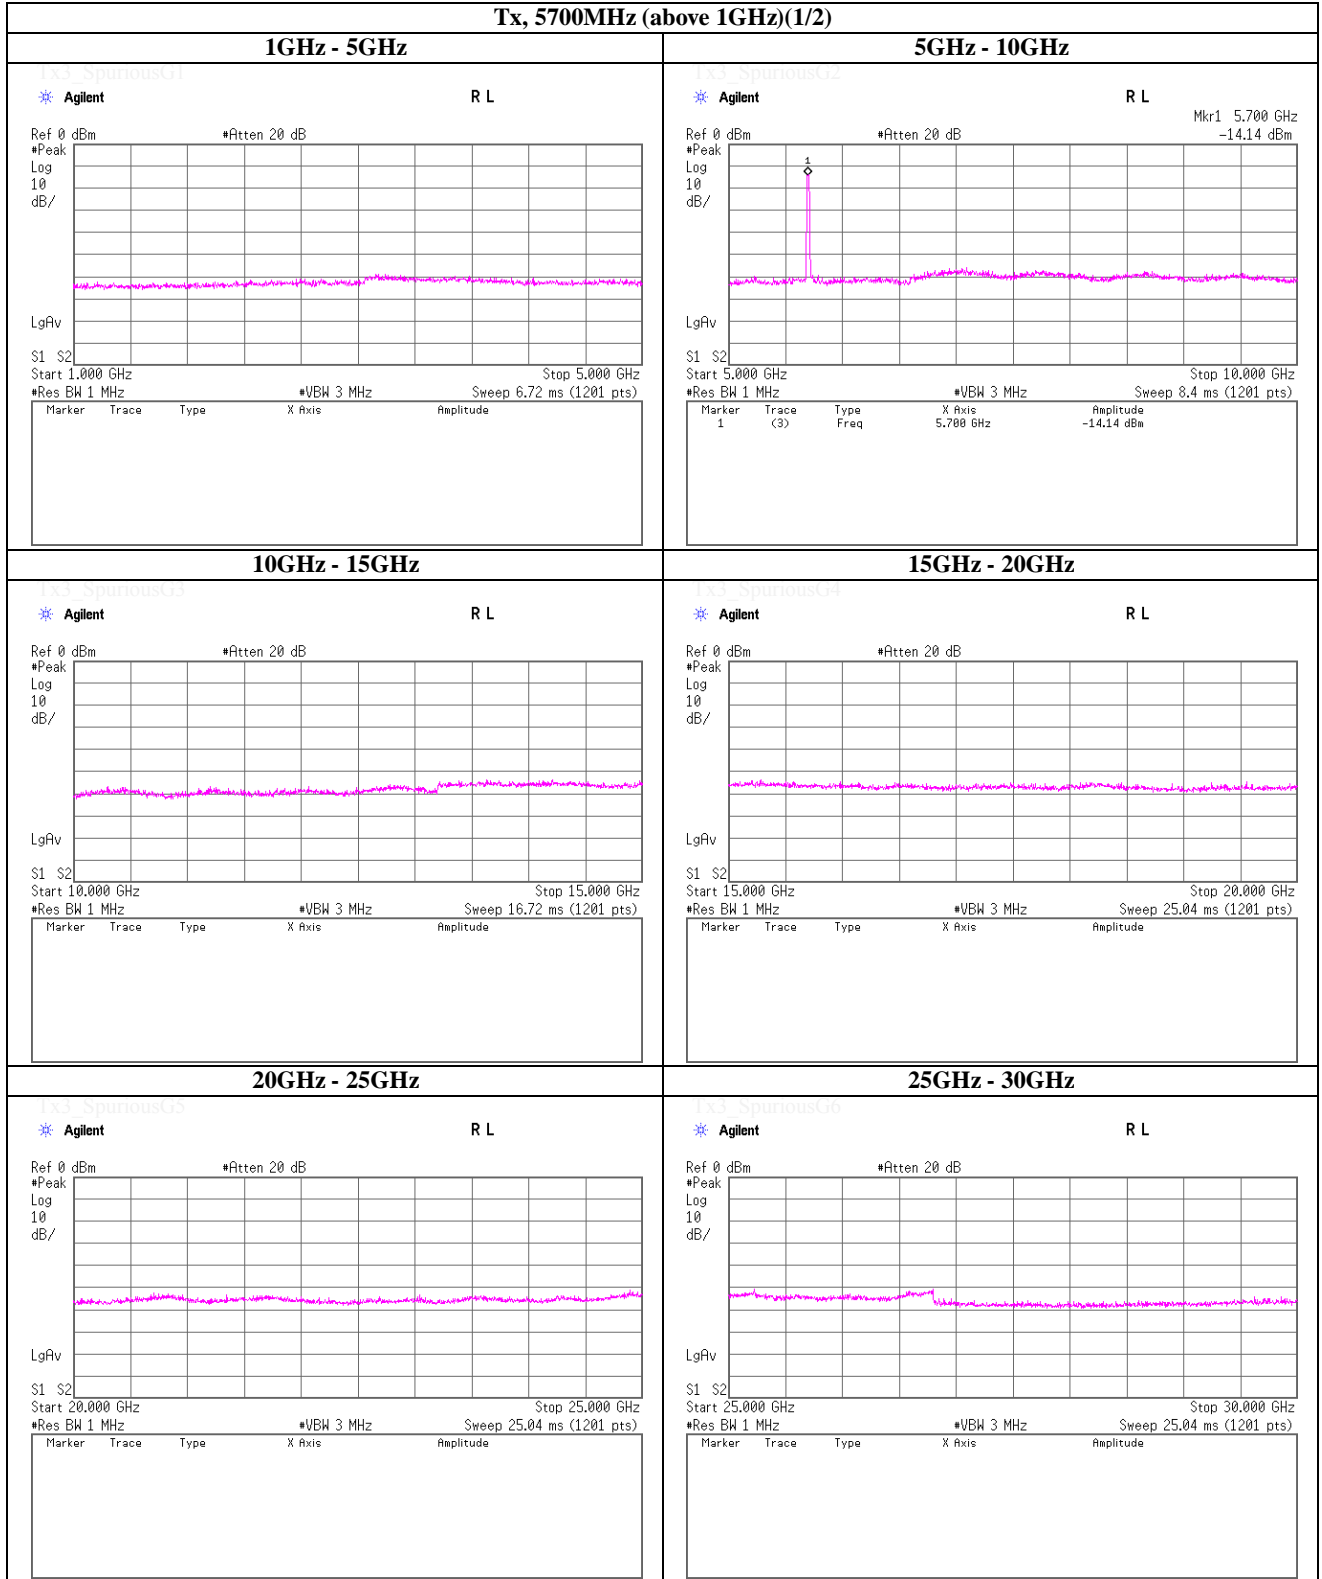 Tx, 5700MHz (above 1GHz)(1/2)
1GHz - 5GHz
5GHz - 10GHz
Tx3_SpuriousG1
Agilent R L
Ref 0 dBm #Atten 20 dB
#Peak
Log
10
dB/
LgAv
S1 S2
Start 1.000 GHz Stop 5.000 GHz
#Res BW 1 MHz #VBW 3 MHz Sweep 6.72 ms (1201 pts)
Marker Trace Type X Axis Amplitude
Tx3_SpuriousG2
Agilent R L
Mkr1 5.700 GHz
Ref 0 dBm #Atten 20 dB -14.14 dBm
#Peak
Log
10
dB/
1
LgAv
S1 S2
Start 5.000 GHz Stop 10.000 GHz
#Res BW 1 MHz #VBW 3 MHz Sweep 8.4 ms (1201 pts)
Marker Trace Type X Axis Amplitude
1 (3) Freq 5.700 GHz -14.14 dBm
10GHz - 15GHz
15GHz - 20GHz
Tx3_SpuriousG3
Agilent R L
Ref 0 dBm #Atten 20 dB
#Peak
Log
10
dB/
LgAv
S1 S2
Start 10.000 GHz Stop 15.000 GHz
#Res BW 1 MHz #VBW 3 MHz Sweep 16.72 ms (1201 pts)
Marker Trace Type X Axis Amplitude
Tx3_SpuriousG4
Agilent R L
Ref 0 dBm #Atten 20 dB
#Peak
Log
10
dB/
LgAv
S1 S2
Start 15.000 GHz Stop 20.000 GHz
#Res BW 1 MHz #VBW 3 MHz Sweep 25.04 ms (1201 pts)
Marker Trace Type X Axis Amplitude
20GHz - 25GHz
25GHz - 30GHz
Tx3_SpuriousG5
Agilent R L
Ref 0 dBm #Atten 20 dB
#Peak
Log
10
dB/
LgAv
S1 S2
Start 20.000 GHz Stop 25.000 GHz
#Res BW 1 MHz #VBW 3 MHz Sweep 25.04 ms (1201 pts)
Marker Trace Type X Axis Amplitude
Tx3_SpuriousG6
Agilent R L
Ref 0 dBm #Atten 20 dB
#Peak
Log
10
dB/
LgAv
S1 S2
Start 25.000 GHz Stop 30.000 GHz
#Res BW 1 MHz #VBW 3 MHz Sweep 25.04 ms (1201 pts)
Marker Trace Type X Axis Amplitude